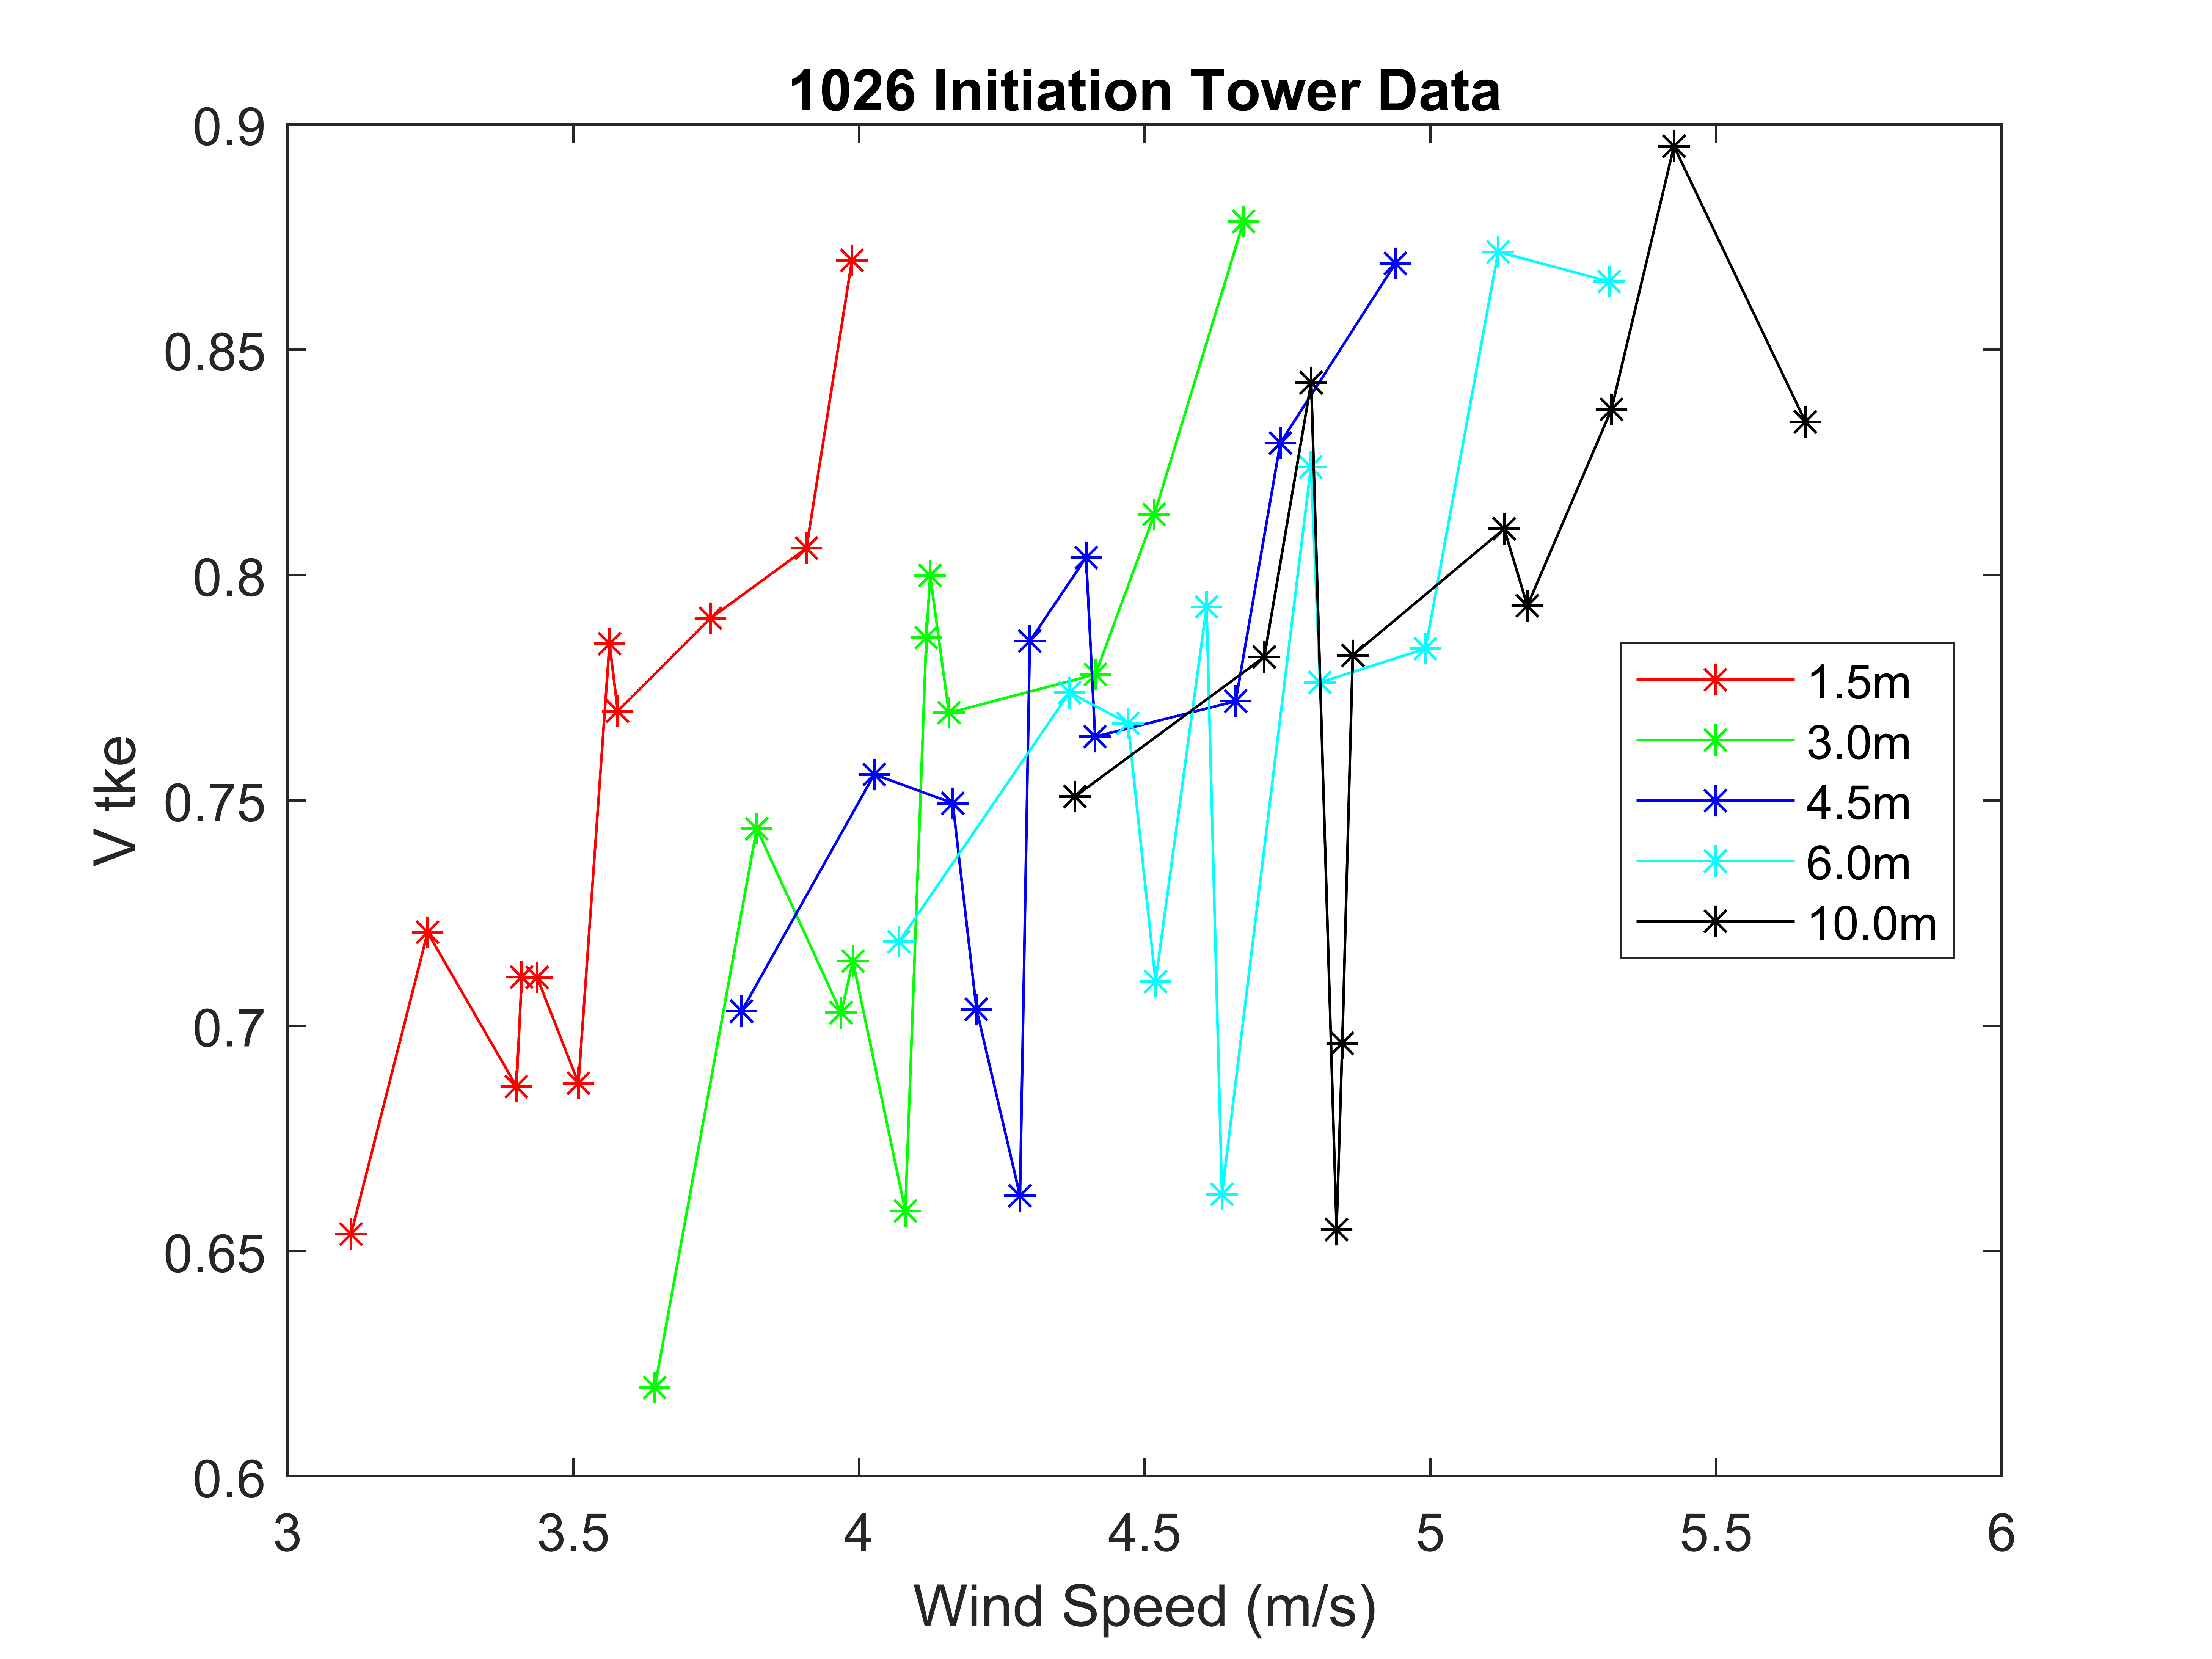 1026 Initiation Tower Data
0.9
0.85
0.8
0.75
0.7
0.65
0.6
V tke
1.5m
3.0m
4.5m
6.0m
10.0m
3 3.5 4 4.5 5 5.5 6
Wind Speed (m/s)